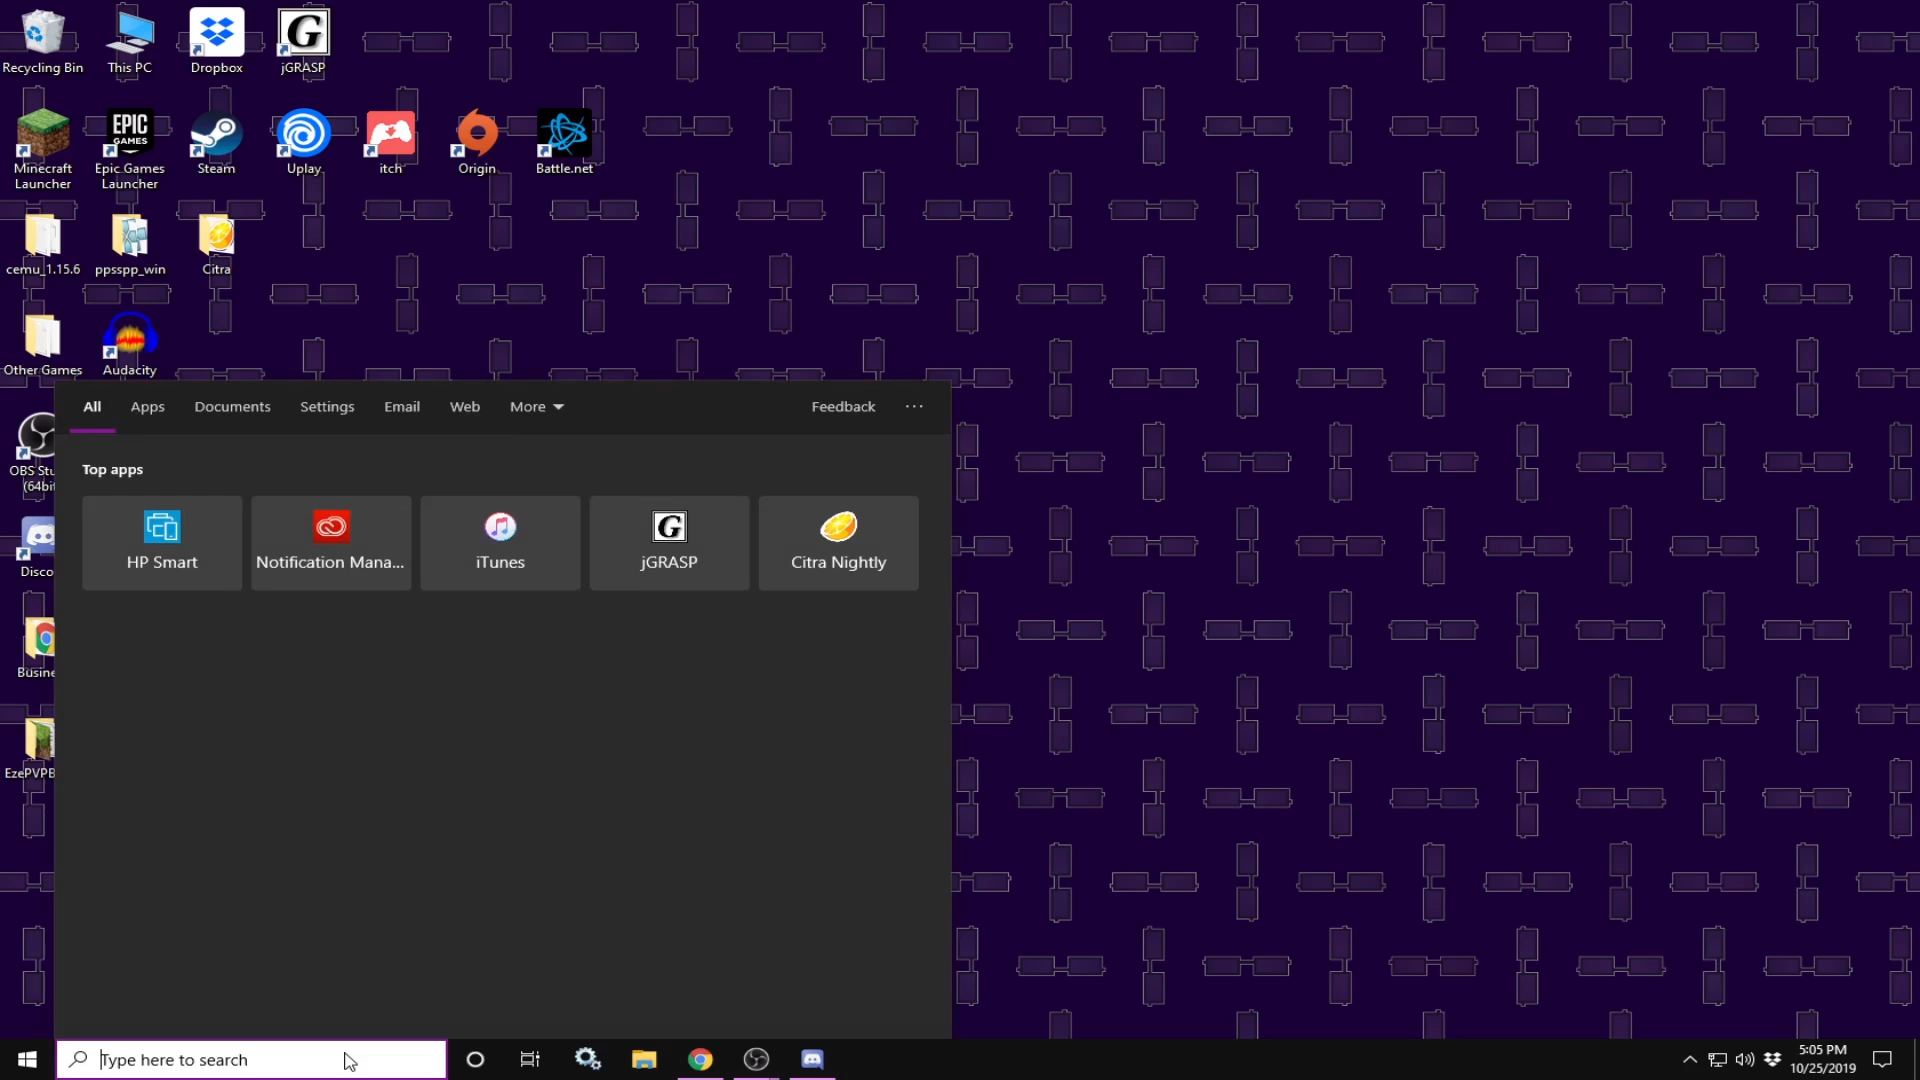 Recycling Bin
This PC
Dropbox
G
jGRASP
EPIC
GAMES
Minecraft
Launcher
Epic Games
Launcher
Steam
Uplay
itch
Origin
Battle.net
cemu_1.15.6
ppsspp_win
Citra
Other Games
Audacity
OBS Stu
(64bit
Disco
Busine
EzePVPB
All
Apps
Documents
Settings
Email
Web
More
Feedback
...
Top apps
HP Smart
Notification Mana...
iTunes
G
jGRASP
Citra Nightly
Type here to search
5:05 PM
10/25/2019